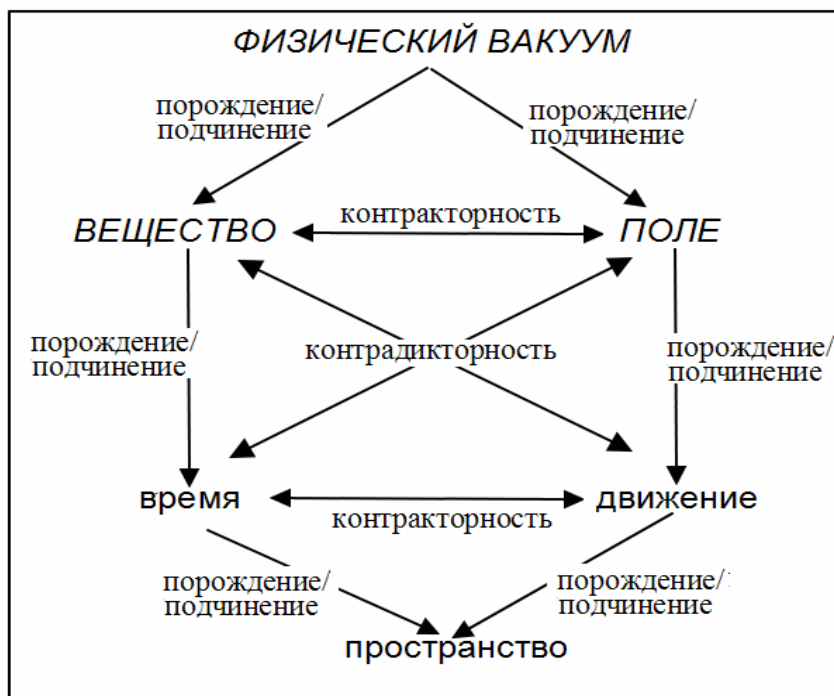 ФИЗИЧЕСКИЙ ВАКУУМ
порождение/
подчинение
порождение/
подчинение
контракторность
ВЕЩЕСТВО
ПОЛЕ
порождение/
подчинение
контрадикторность
порождение/
подчинение
время
движение
контракторность
порождение/
подчинение
порождение/
подчинение
пространство